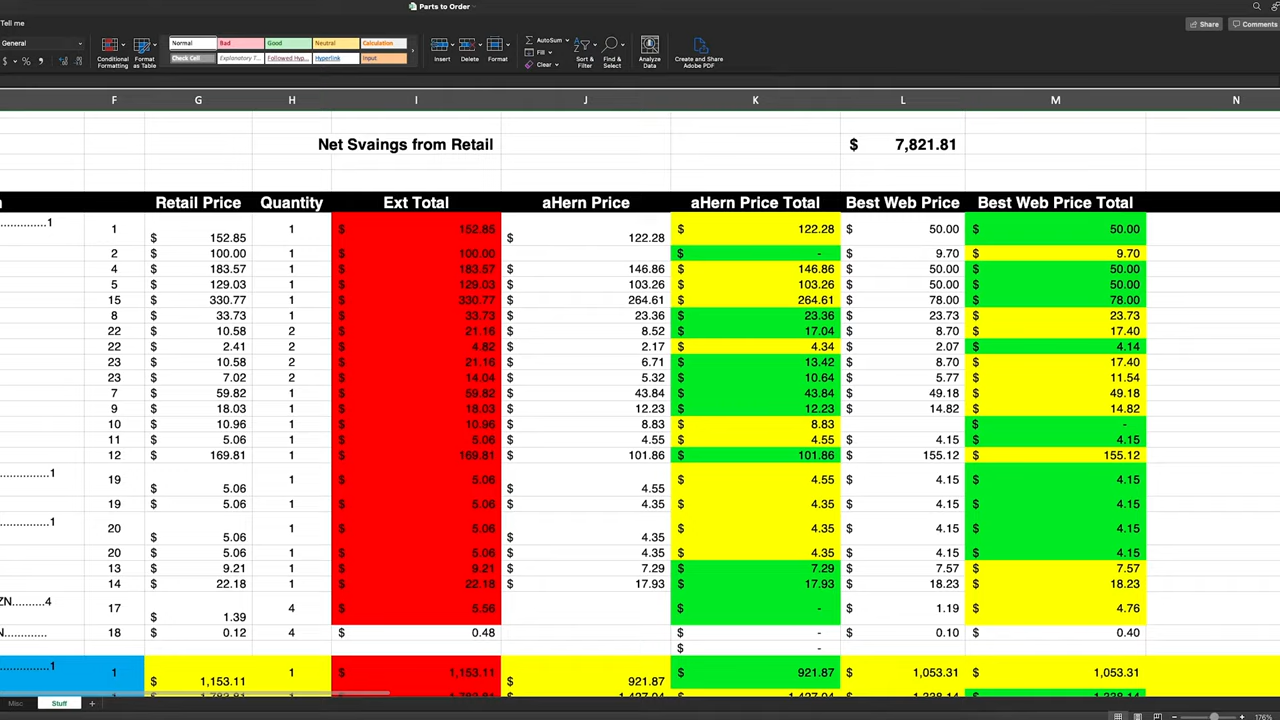 Parts to Order
Tell me
Share Comments
General
Normal Bad Good Neutral Calculation
Check Cell Explanatory T... Followed Hyp... Hyperlink Input
$ % ,
Conditional Formatting
Format as Table
Insert Delete Format
AutoSum
Fill
Clear
Sort & Filter
Find & Select
Analyze Data
Create and Share Adobe PDF
F G H I J K L M N
Net Svaings from Retail $ 7,821.81
Retail Price Quantity Ext Total aHern Price aHern Price Total Best Web Price Best Web Price Total
...............1 1 $ 152.85 1 $ 152.85 $ 122.28 $ 122.28 $ 50.00 $ 50.00
2 $ 100.00 1 $ 100.00 $ - $ 9.70 $ 9.70
4 $ 183.57 1 $ 183.57 $ 146.86 $ 146.86 $ 50.00 $ 50.00
5 $ 129.03 1 $ 129.03 $ 103.26 $ 103.26 $ 50.00 $ 50.00
15 $ 330.77 1 $ 330.77 $ 264.61 $ 264.61 $ 78.00 $ 78.00
8 $ 33.73 1 $ 33.73 $ 23.36 $ 23.36 $ 23.73 $ 23.73
22 $ 10.58 2 $ 21.16 $ 8.52 $ 17.04 $ 8.70 $ 17.40
22 $ 2.41 2 $ 4.82 $ 2.17 $ 4.34 $ 2.07 $ 4.14
23 $ 10.58 2 $ 21.16 $ 6.71 $ 13.42 $ 8.70 $ 17.40
23 $ 7.02 2 $ 14.04 $ 5.32 $ 10.64 $ 5.77 $ 11.54
7 $ 59.82 1 $ 59.82 $ 43.84 $ 43.84 $ 49.18 $ 49.18
9 $ 18.03 1 $ 18.03 $ 12.23 $ 12.23 $ 14.82 $ 14.82
10 $ 10.96 1 $ 10.96 $ 8.83 $ 8.83 $ -
11 $ 5.06 1 $ 5.06 $ 4.55 $ 4.55 $ 4.15 $ 4.15
12 $ 169.81 1 $ 169.81 $ 101.86 $ 101.86 $ 155.12 $ 155.12
...............1 19 $ 5.06 1 $ 5.06 $ 4.55 $ 4.55 $ 4.15 $ 4.15
19 $ 5.06 1 $ 5.06 $ 4.35 $ 4.35 $ 4.15 $ 4.15
...............1 20 $ 5.06 1 $ 5.06 $ 4.35 $ 4.35 $ 4.15 $ 4.15
20 $ 5.06 1 $ 5.06 $ 4.35 $ 4.35 $ 4.15 $ 4.15
13 $ 9.21 1 $ 9.21 $ 7.29 $ 7.29 $ 7.57 $ 7.57
14 $ 22.18 1 $ 22.18 $ 17.93 $ 17.93 $ 18.23 $ 18.23
ZN.........4 17 $ 1.39 4 $ 5.56 $ - $ 1.19 $ 4.76
N............. 18 $ 0.12 4 $ 0.48 $ - $ 0.10 $ 0.40
$ -
...............1 1 $ 1,153.11 1 $ 1,153.11 $ 921.87 $ 921.87 $ 1,053.31 $ 1,053.31
Misc Stuff +
176%